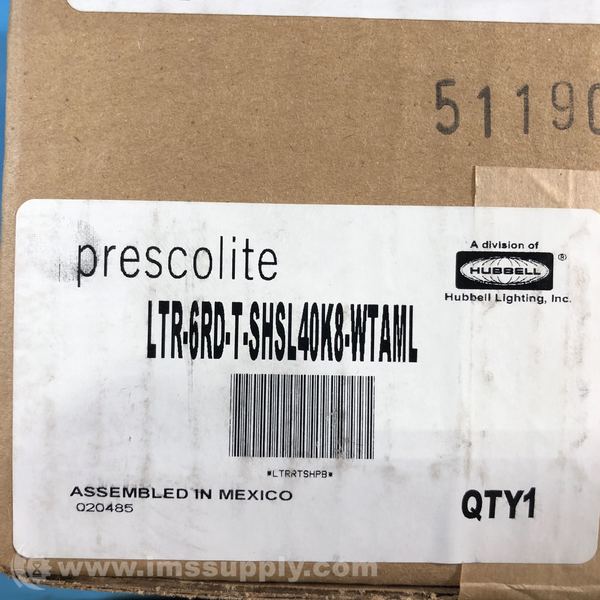 51190
prescolite
A division of
HUBBELL ®
Hubbell Lighting, Inc.
LTR-6RD-T-SHSL40K8-WTAML
*LTRRTSHPB*
ASSEMBLED IN MEXICO
020485
QTY1
www.imssupply.com